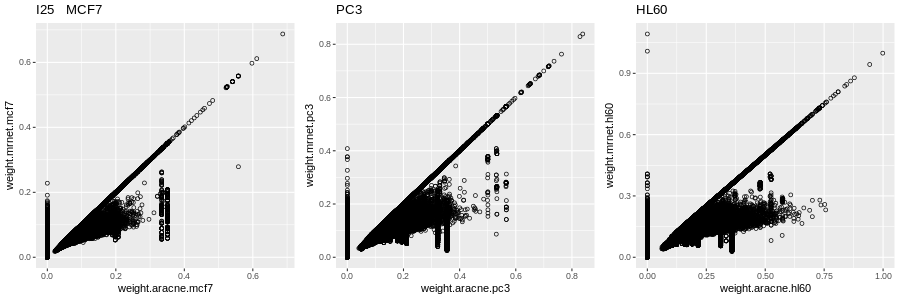 I25 MCF7
weight.mrnet.mcf7
0.6
0.4
0.2
0.0
0.0 0.2 0.4 0.6
weight.aracne.mcf7
PC3
weight.mrnet.pc3
0.8
0.6
0.4
0.2
0.0
0.0 0.2 0.4 0.6 0.8
weight.aracne.pc3
HL60
weight.mrnet.hl60
0.9
0.6
0.3
0.0
0.00 0.25 0.50 0.75 1.00
weight.aracne.hl60